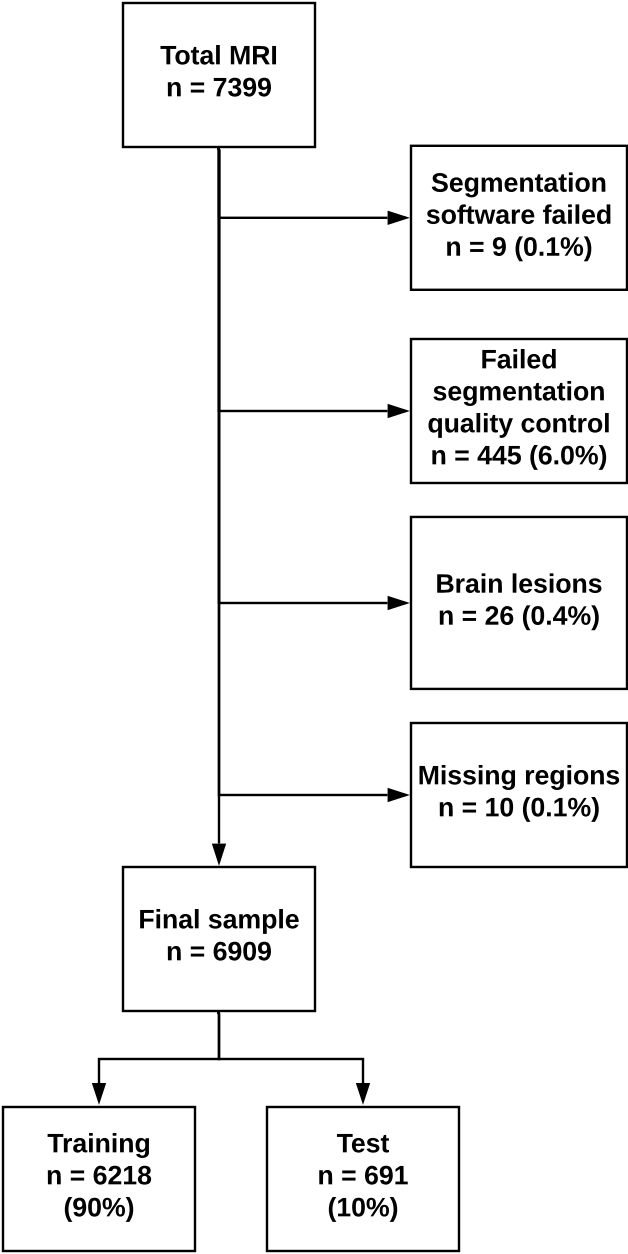 Total MRI
n = 7399
Segmentation
software failed
n = 9 (0.1%)
Failed
segmentation
quality control
n = 445 (6.0%)
Brain lesions
n = 26 (0.4%)
Missing regions
n = 10 (0.1%)
Final sample
n = 6909
Training
n = 6218
(90%)
Test
n = 691
(10%)